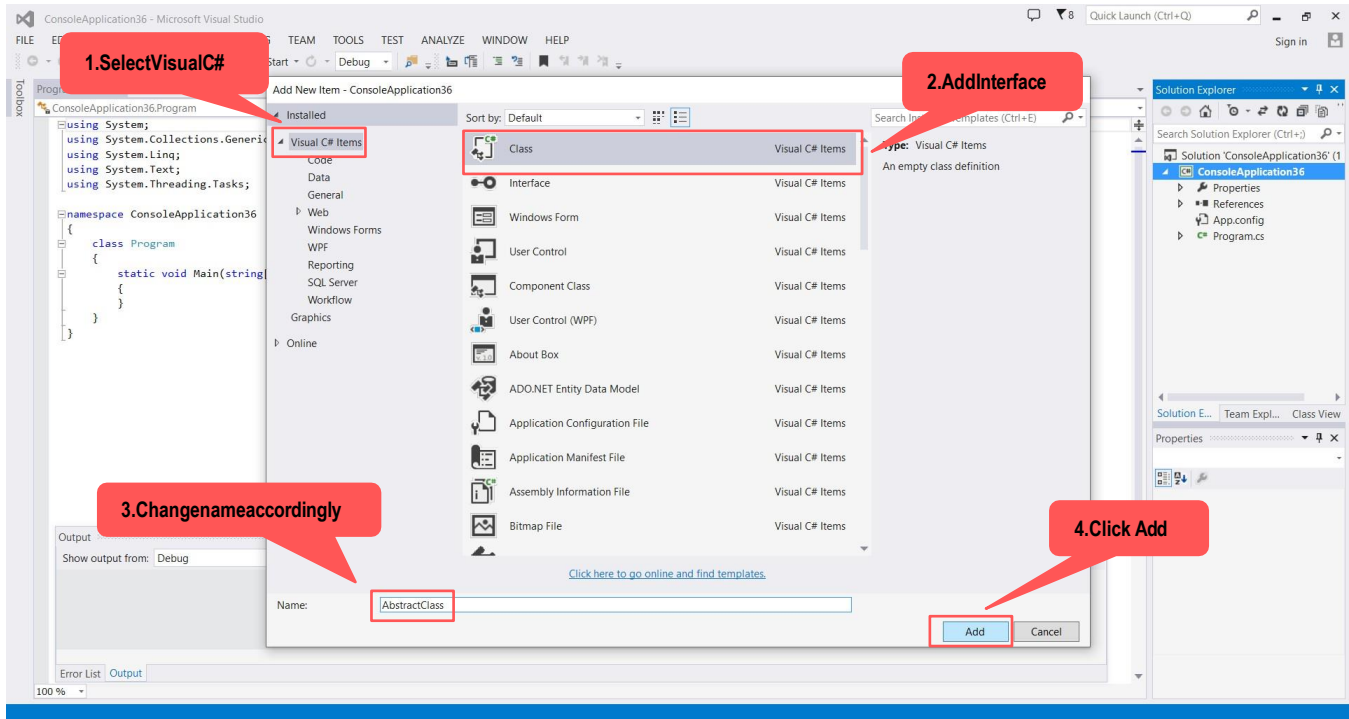 ConsoleApplication36 - Microsoft Visual Studio
8
Quick Launch (Ctrl+Q)
FILE
TEAM TOOLS TEST ANALYZE WINDOW HELP
Sign in
1.SelectVisualC#
Start
Debug
2.AddInterface
Toolbox
Add New Item - ConsoleApplication36
Solution Explorer
ConsoleApplication36.Program
Installed
Sort by: Default
Search Solution Explorer (Ctrl+;)
using System;
using System.Collections.Generic
using System.Linq;
using System.Text;
using System.Threading.Tasks;
namespace ConsoleApplication36
{
class Program
{
static void Main(string[
{
}
}
}
Visual C# Items
Code
Data
General
Web
Windows Forms
WPF
Reporting
SQL Server
Workflow
Graphics
Online
Class Visual C# Items
Interface Visual C# Items
Windows Form Visual C# Items
User Control Visual C# Items
Component Class Visual C# Items
User Control (WPF) Visual C# Items
About Box Visual C# Items
ADO.NET Entity Data Model Visual C# Items
Application Configuration File Visual C# Items
Application Manifest File Visual C# Items
Assembly Information File Visual C# Items
Bitmap File Visual C# Items
Type: Visual C# Items
An empty class definition
Solution 'ConsoleApplication36' (1
ConsoleApplication36
Properties
References
App.config
Program.cs
Solution E... Team Expl... Class View
Properties
3.Changenameaccordingly
4.Click Add
Output
Show output from: Debug
Click here to go online and find templates.
Name: AbstractClass
Add Cancel
Error List Output
100 %